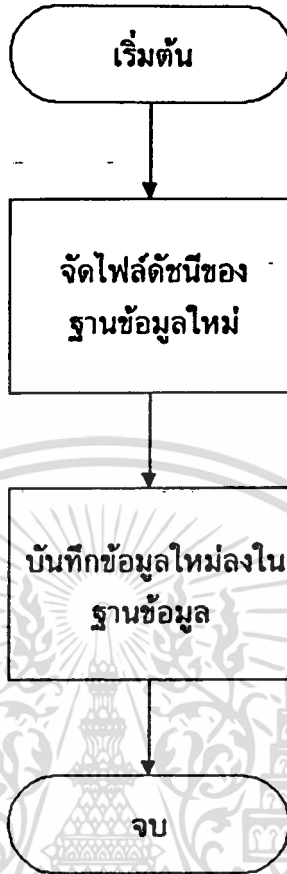 เริ่มต้น
จัดไฟล์ดัชนีของ
ฐานข้อมูลใหม่
บันทึกข้อมูลใหม่ลงใน
ฐานข้อมูล
จบ